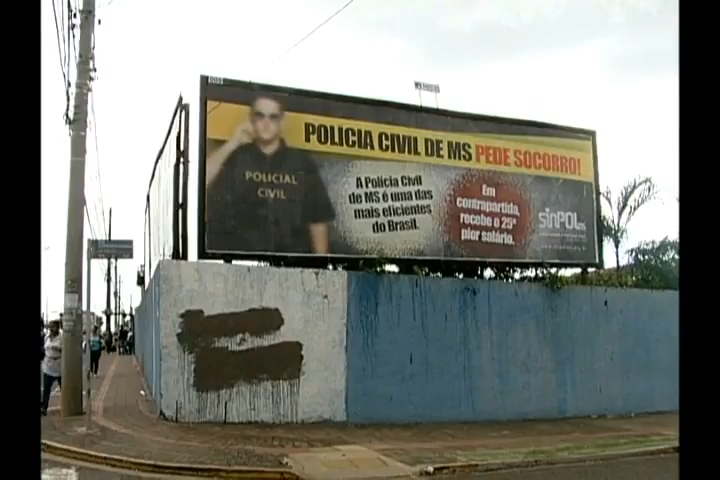 POLICIA CIVIL DE MS PEDE SOCORRO!
POLICIAL
CIVIL
A Polícia Civil
de MS é uma das
mais eficientes
do Brasil.
Em
contrapartida,
recebe o 25º
pior salário.
sinPOL